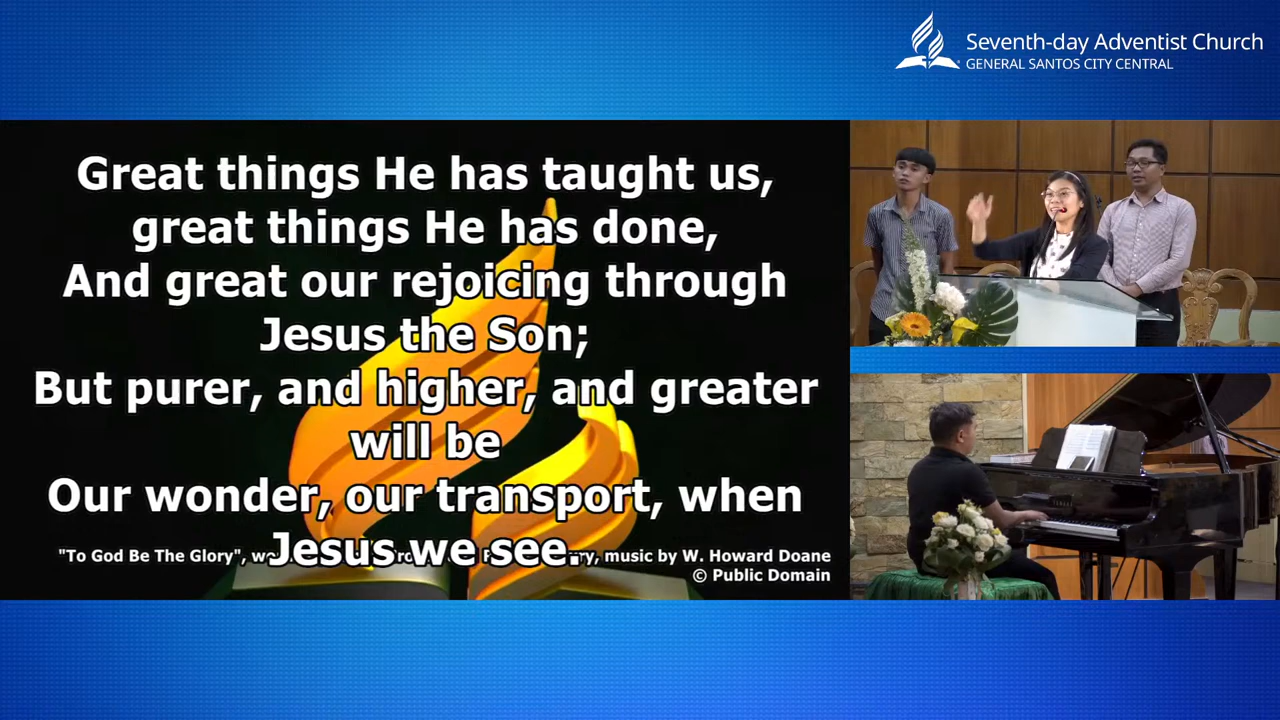 Seventh-day Adventist Church
GENERAL SANTOS CITY CENTRAL
Great things He has taught us,
great things He has done,
And great our rejoicing through
Jesus the Son;
But purer, and higher, and greater
will be
Our wonder, our transport, when
Jesus we see.
"To God Be The Glory", music by W. Howard Doane
© Public Domain
YAMAHA